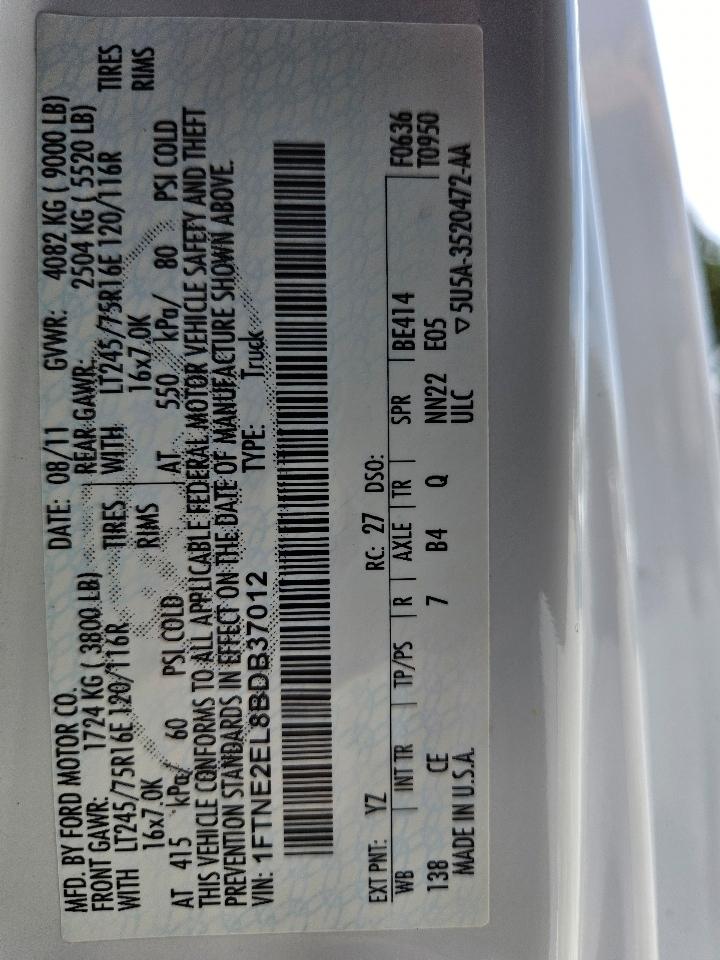 MFD. BY FORD MOTOR CO. DATE: 08/11 GVWR: 4082 KG ( 9000 LB)
FRONT GAWR: 1724 KG ( 3800 LB) REAR GAWR: 2504 KG ( 5520 LB)
WITH LT245/75R16E 120/116R TIRES WITH LT245/75R16E 120/116R TIRES
16x7.0K RIMS 16x7.0K RIMS
AT 415 kPa/ 60 PSI COLD AT 550 kPa/ 80 PSI COLD
THIS VEHICLE CONFORMS TO ALL APPLICABLE FEDERAL MOTOR VEHICLE SAFETY AND THEFT
PREVENTION STANDARDS IN EFFECT ON THE DATE OF MANUFACTURE SHOWN ABOVE.
VIN: 1FTNE2EL8BDB37012 TYPE: Truck
EXT PNT: YZ RC: 27 DSO: F0636
WB INT TR TP/PS R AXLE TR SPR BE414 T0950
138 CE 7 B4 Q NN22 E05
MADE IN U.S.A. ULC ▽5U5A-3520472-AA